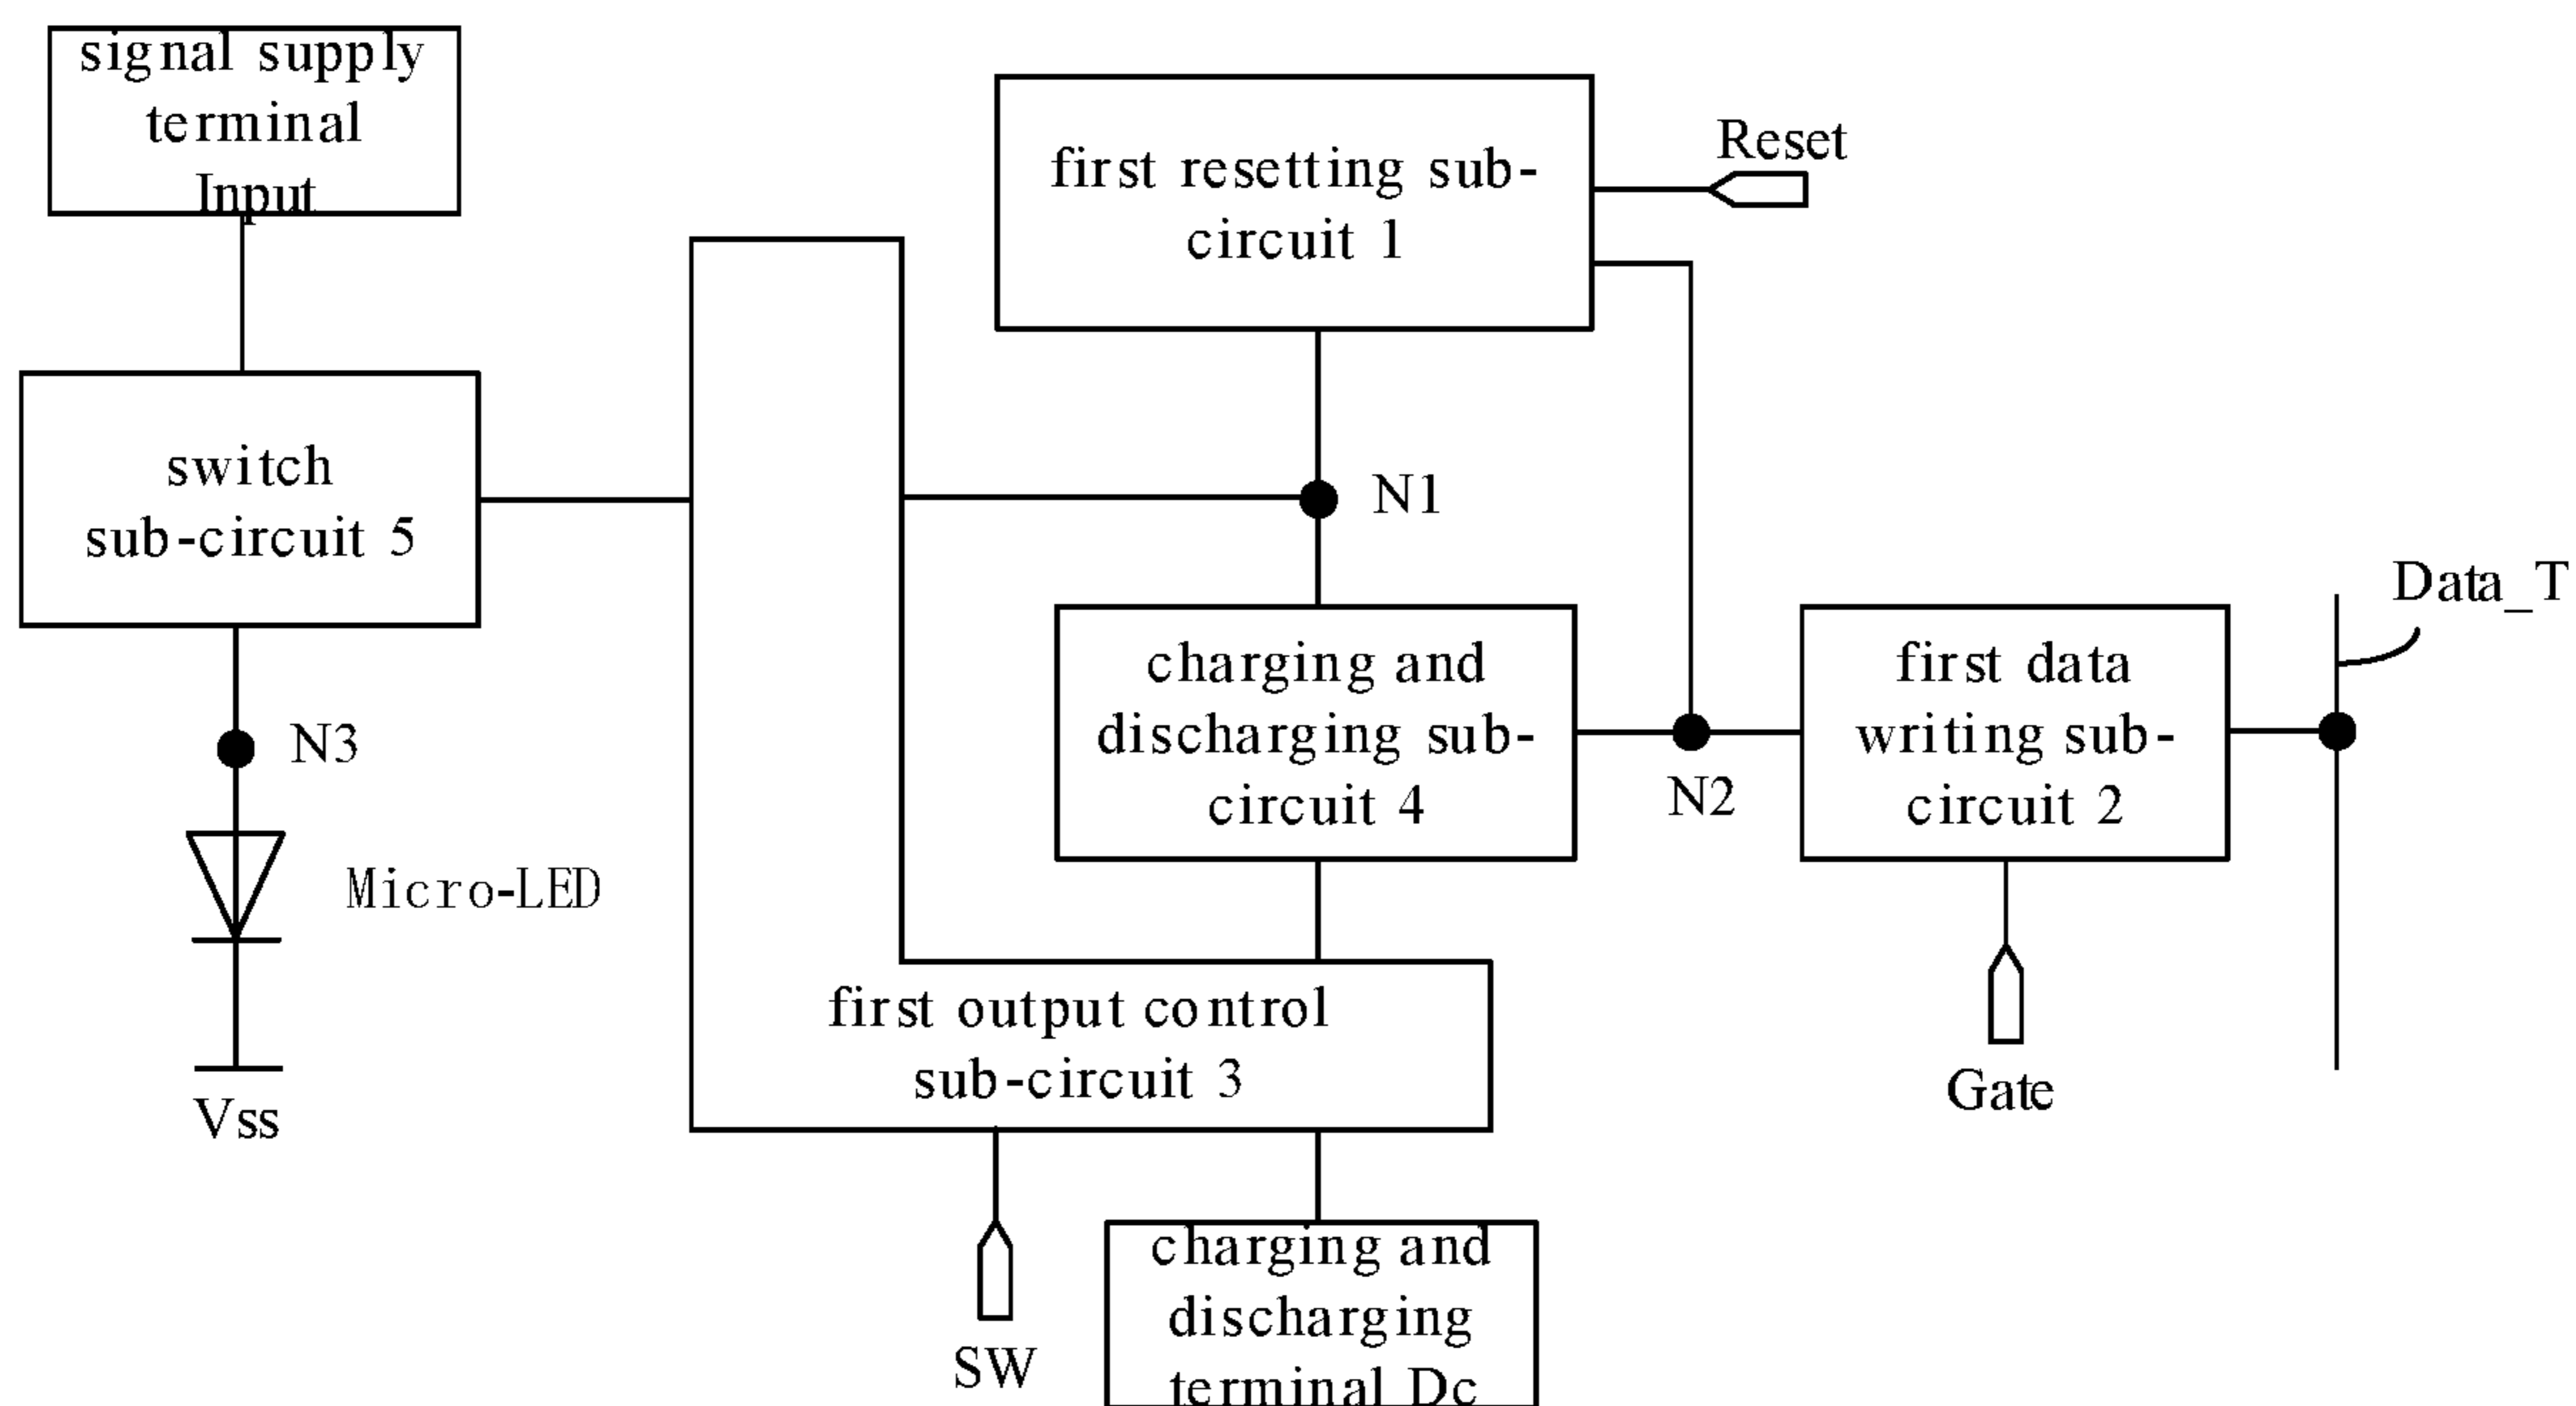 signal supply
terminal
Input
first resetting sub-
circuit 1
Reset
switch
sub-circuit 5
N1
Data_T
charging and
discharging sub-
circuit 4
first data
writing sub-
circuit 2
N3
N2
Micro-LED
first output control
sub-circuit 3
Gate
Vss
charging and
discharging
terminal Dc
SW